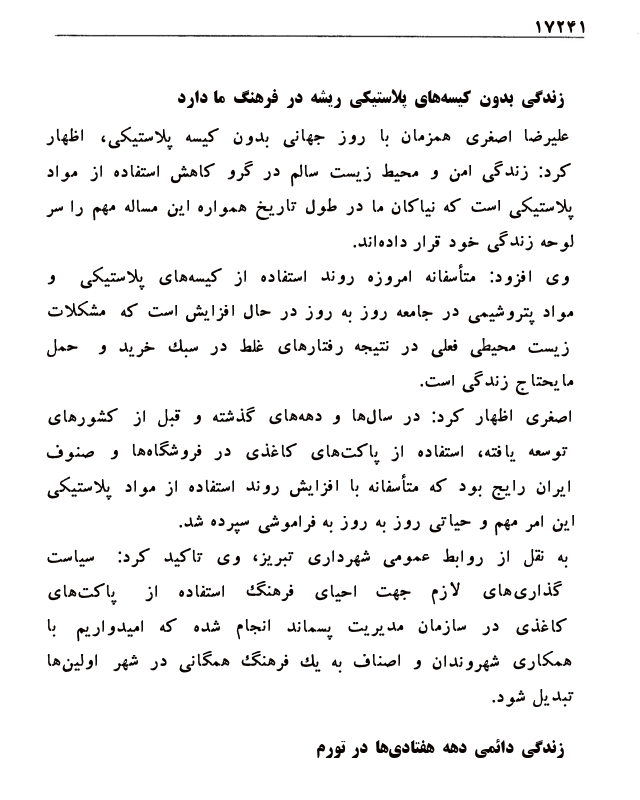 ۱۷۲۴۱
زندگی بدون کیسه‌های پلاستیکی ریشه در فرهنگ ما دارد
علیرضا اصغری همزمان با روز جهانی بدون کیسه پلاستیکی، اظهار
کرد: زندگی امن و محیط زیست سالم در گرو کاهش استفاده از مواد
پلاستیکی است که نیاکان ما در طول تاریخ همواره این مساله مهم را سر
لوحه زندگی خود قرار داده‌اند.
وی افزود: متأسفانه امروزه روند استفاده از کیسه‌های پلاستیکی و
مواد پتروشیمی در جامعه روز به روز در حال افزایش است که مشکلات
زیست محیطی فعلی در نتیجه رفتارهای غلط در سبک خرید و حمل
مایحتاج زندگی است.
اصغری اظهار کرد: در سال‌ها و دهه‌های گذشته و قبل از کشورهای
توسعه یافته، استفاده از پاکت‌های کاغذی در فروشگاه‌ها و صنوف
ایران رایج بود که متأسفانه با افزایش روند استفاده از مواد پلاستیکی
این امر مهم و حیاتی روز به روز به فراموشی سپرده شد.
به نقل از روابط عمومی شهرداری تبریز، وی تاکید کرد: سیاست
گذاری‌های لازم جهت احیای فرهنگ استفاده از پاکت‌های
کاغذی در سازمان مدیریت پسماند انجام شده که امیدواریم با
همکاری شهروندان و اصناف به یک فرهنگ همگانی در شهر اولین‌ها
تبدیل شود.
زندگی دائمی دهه هفتادی‌ها در تورم